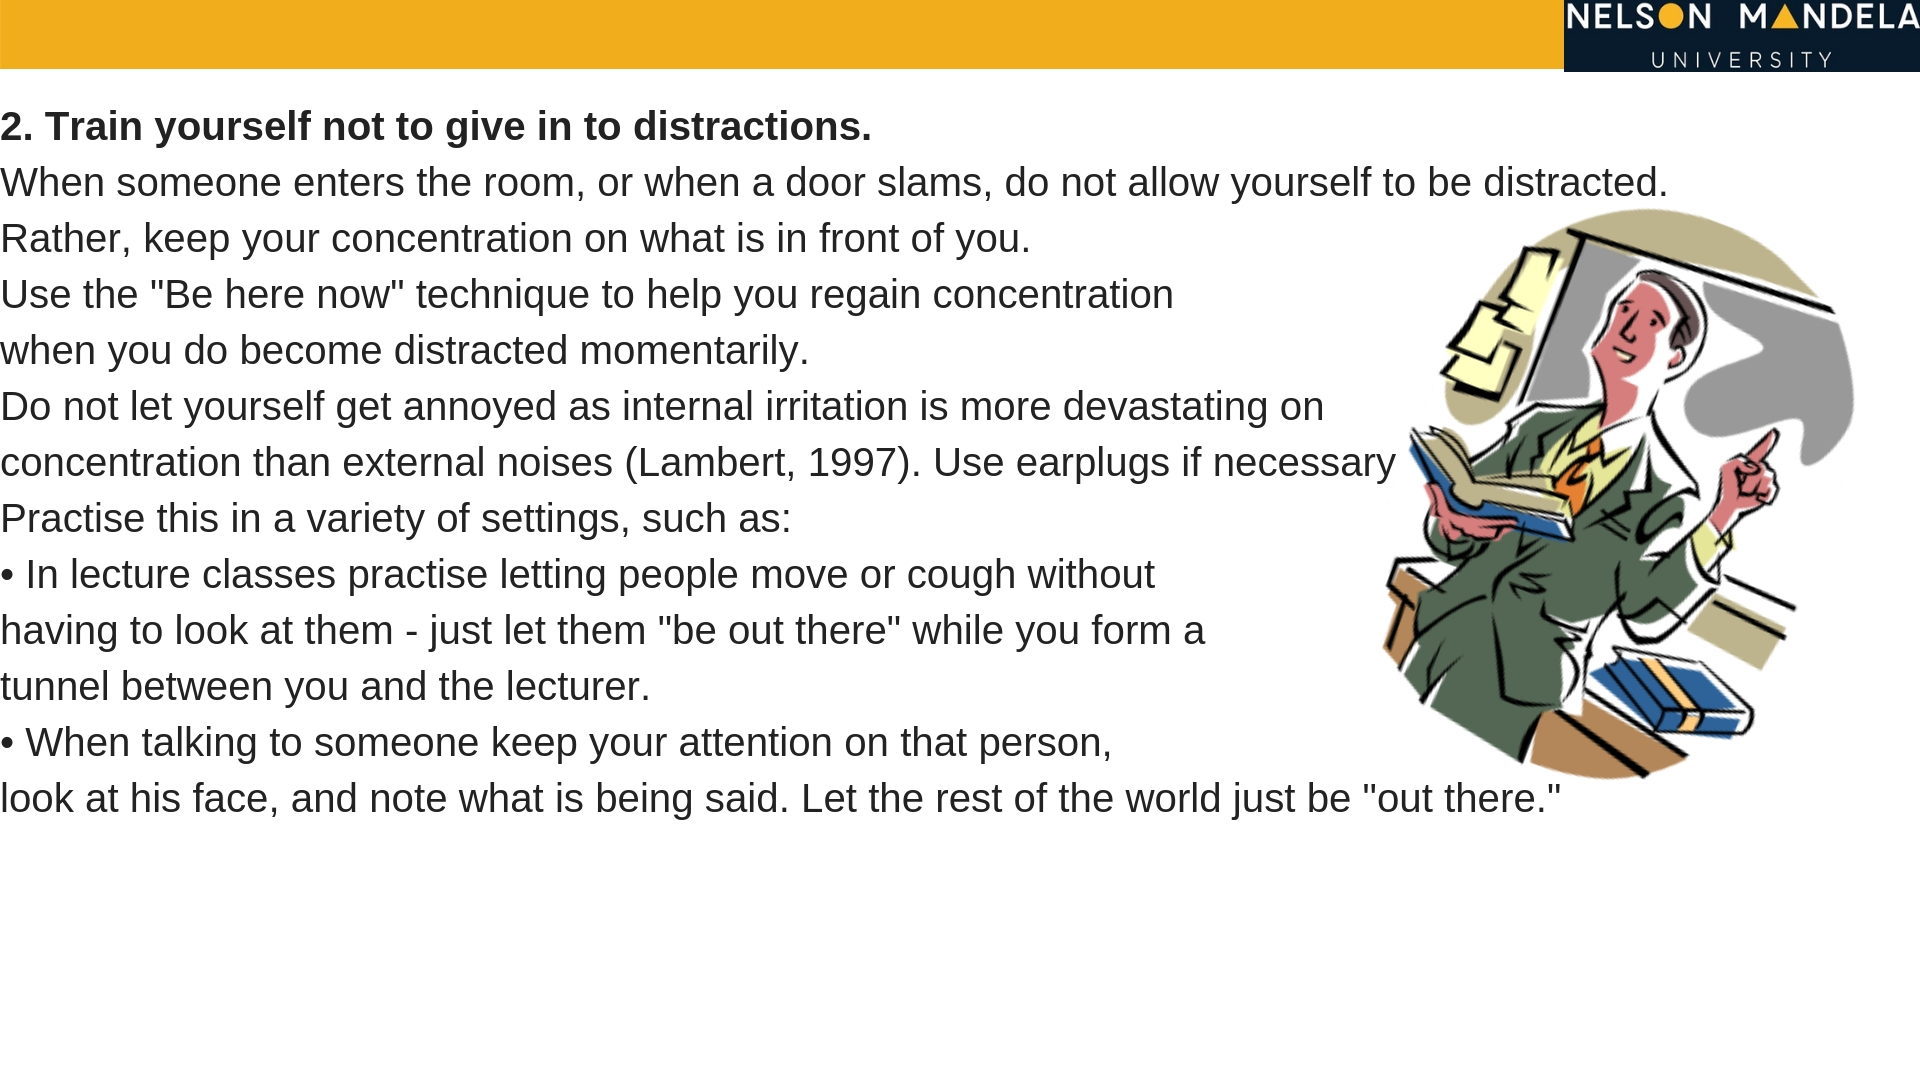 NELSON MANDELA
UNIVERSITY
2. Train yourself not to give in to distractions.
When someone enters the room, or when a door slams, do not allow yourself to be distracted.
Rather, keep your concentration on what is in front of you.
Use the "Be here now" technique to help you regain concentration
when you do become distracted momentarily.
Do not let yourself get annoyed as internal irritation is more devastating on
concentration than external noises (Lambert, 1997). Use earplugs if necessary
Practise this in a variety of settings, such as:
• In lecture classes practise letting people move or cough without
having to look at them - just let them "be out there" while you form a
tunnel between you and the lecturer.
• When talking to someone keep your attention on that person,
look at his face, and note what is being said. Let the rest of the world just be "out there."